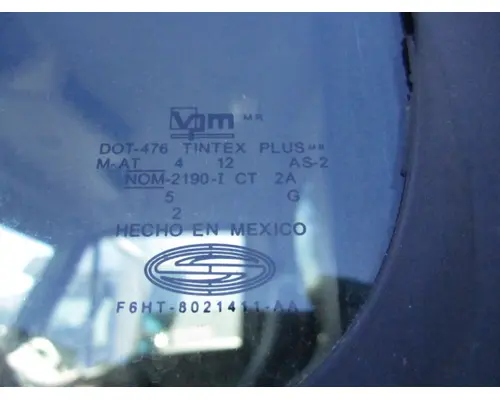 vpm MR
DOT-476 TINTEX PLUS MR
M-AT 4 12 AS-2
NOM-2190-I CT 2A
5 G
2
HECHO EN MEXICO
F6HT-8021411-AA